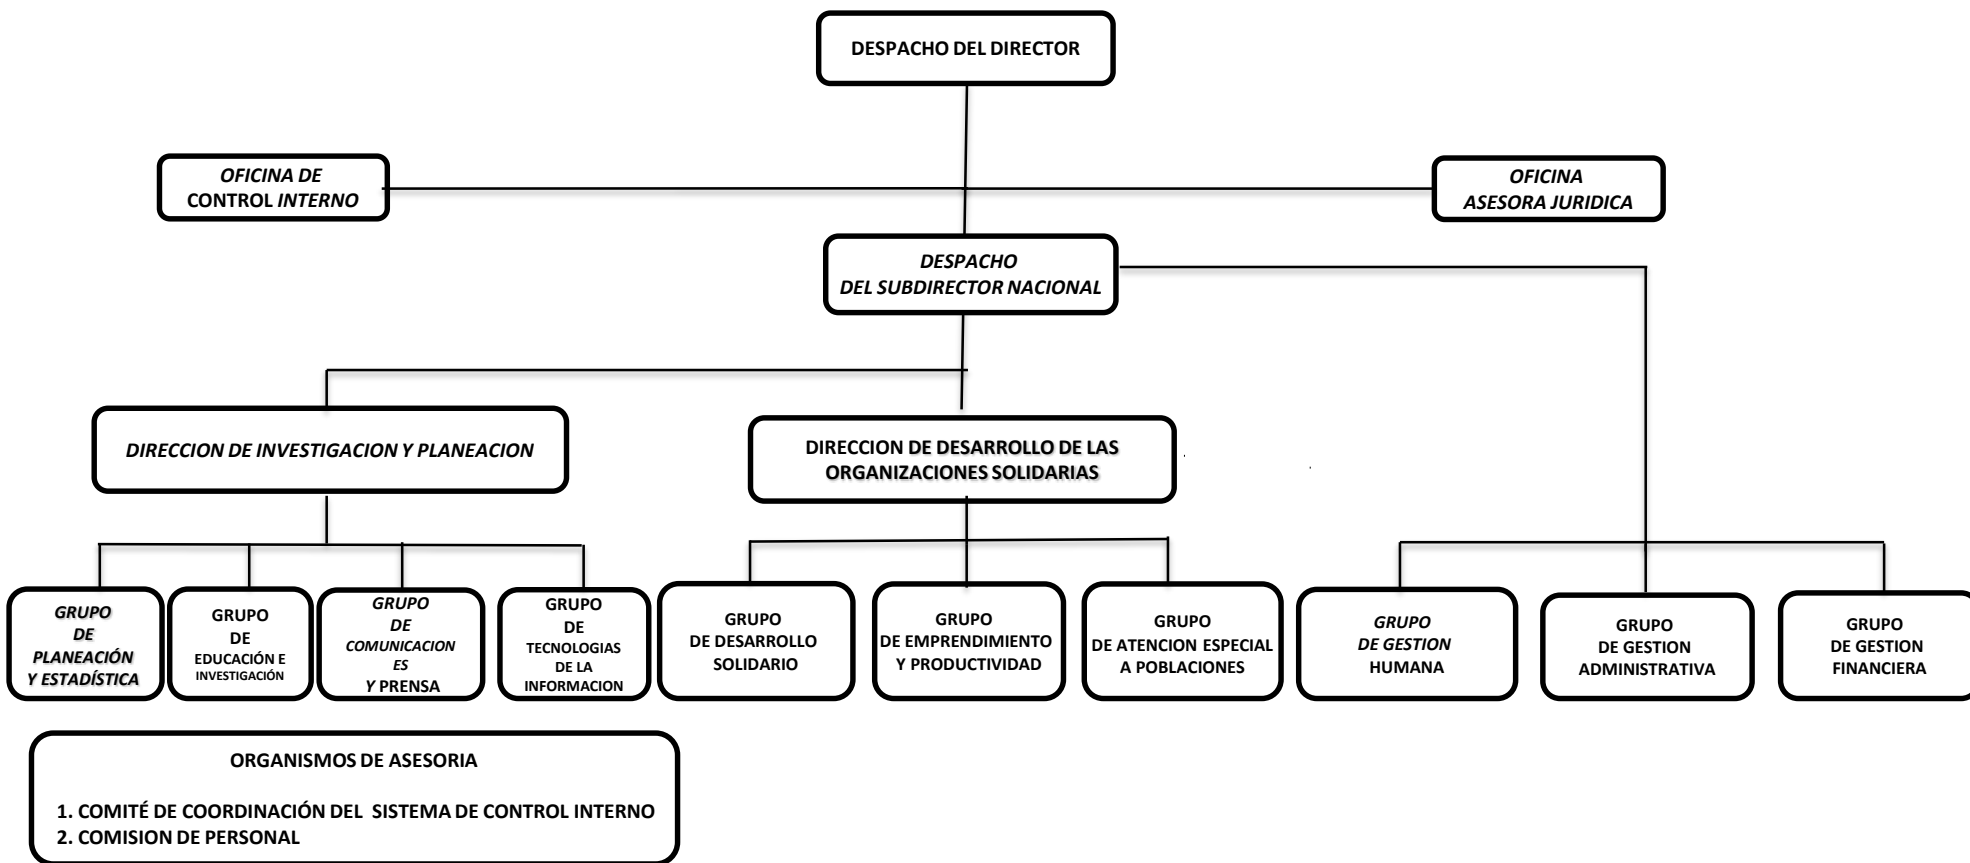 DESPACHO DEL DIRECTOR
OFICINA DE
CONTROL INTERNO
OFICINA
ASESORA JURIDICA
DESPACHO
DEL SUBDIRECTOR NACIONAL
DIRECCION DE INVESTIGACION Y PLANEACION
DIRECCION DE DESARROLLO DE LAS
ORGANIZACIONES SOLIDARIAS
GRUPO
DE
PLANEACIÓN
Y ESTADÍSTICA
GRUPO
DE
EDUCACIÓN E
INVESTIGACIÓN
GRUPO
DE
COMUNICACION
ES
Y PRENSA
GRUPO
DE
TECNOLOGIAS
DE LA
INFORMACION
GRUPO
DE DESARROLLO
SOLIDARIO
GRUPO
DE EMPRENDIMIENTO
Y PRODUCTIVIDAD
GRUPO
DE ATENCION ESPECIAL
A POBLACIONES
GRUPO
DE GESTION
HUMANA
GRUPO
DE GESTION
ADMINISTRATIVA
GRUPO
DE GESTION
FINANCIERA
ORGANISMOS DE ASESORIA
1. COMITÉ DE COORDINACIÓN DEL SISTEMA DE CONTROL INTERNO
2. COMISION DE PERSONAL